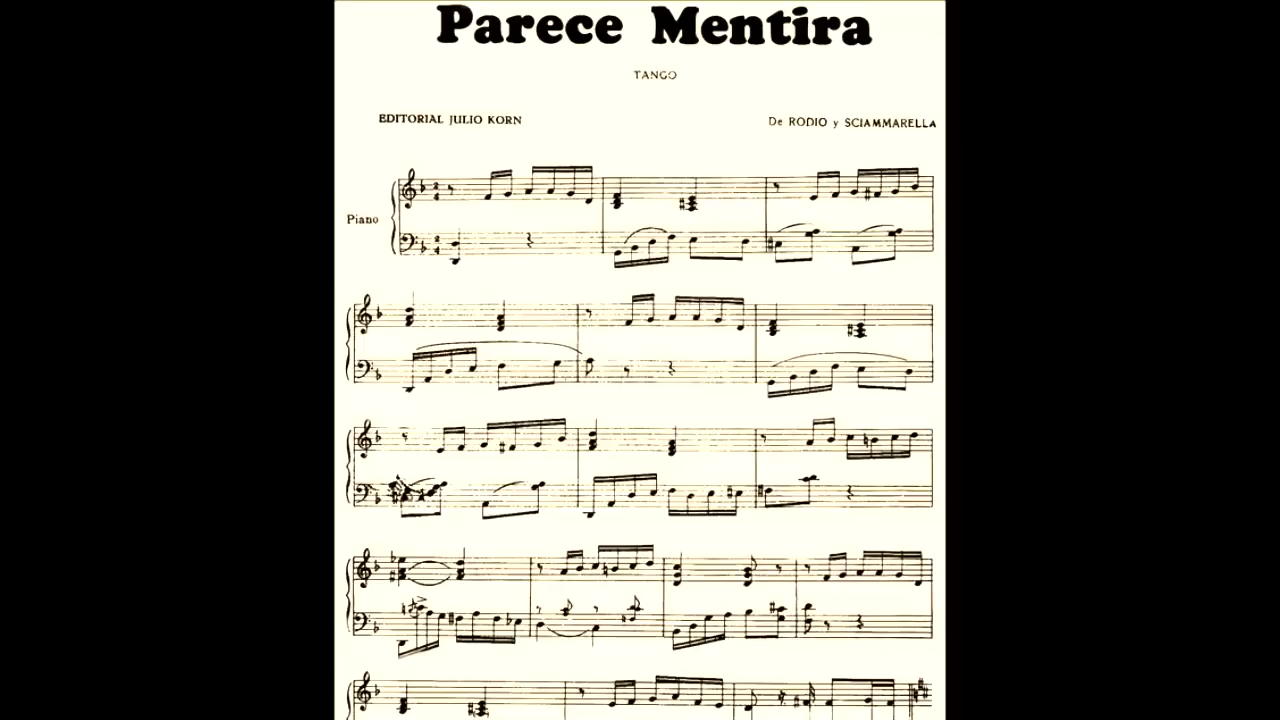 Parece Mentira
TANGO
EDITORIAL JULIO KORN
De RODIO y SCIAMMARELLA
Piano